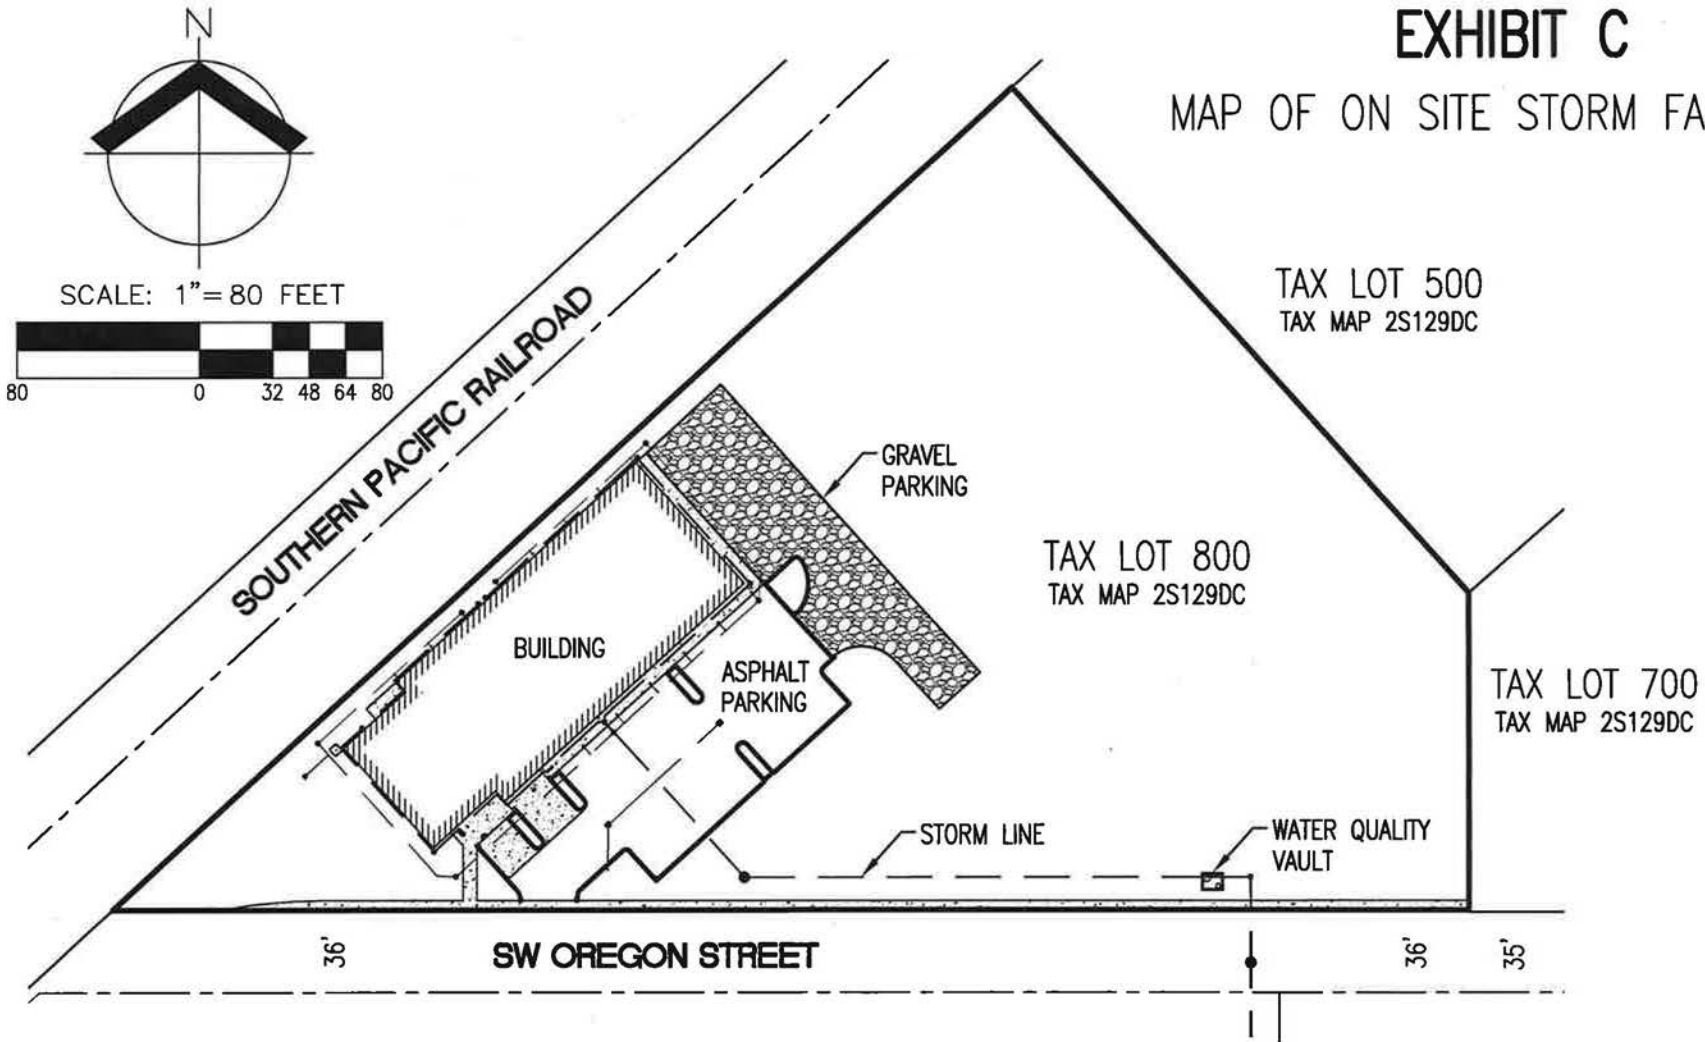 EXHIBIT C
MAP OF ON SITE STORM FA
N
SCALE: 1"=80 FEET
80 0 32 48 64 80
SOUTHERN PACIFIC RAILROAD
TAX LOT 500
TAX MAP 2S129DC
GRAVEL
PARKING
TAX LOT 800
TAX MAP 2S129DC
BUILDING
ASPHALT
PARKING
TAX LOT 700
TAX MAP 2S129DC
STORM LINE
WATER QUALITY
VAULT
36'
SW OREGON STREET
36'
35'